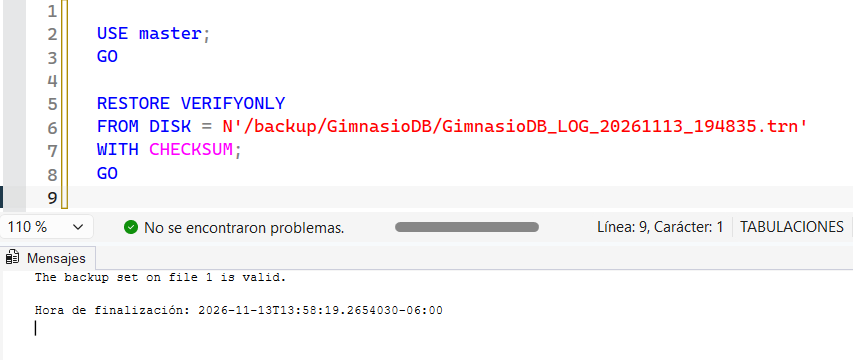 1
2 USE master;
3 GO
4
5 RESTORE VERIFYONLY
6 FROM DISK = N'/backup/GimnasioDB/GimnasioDB_LOG_20261113_194835.trn'
7 WITH CHECKSUM;
8 GO
9
110 % No se encontraron problemas. Línea: 9, Carácter: 1 TABULACIONES
Mensajes
The backup set on file 1 is valid.
Hora de finalización: 2026-11-13T13:58:19.2654030-06:00